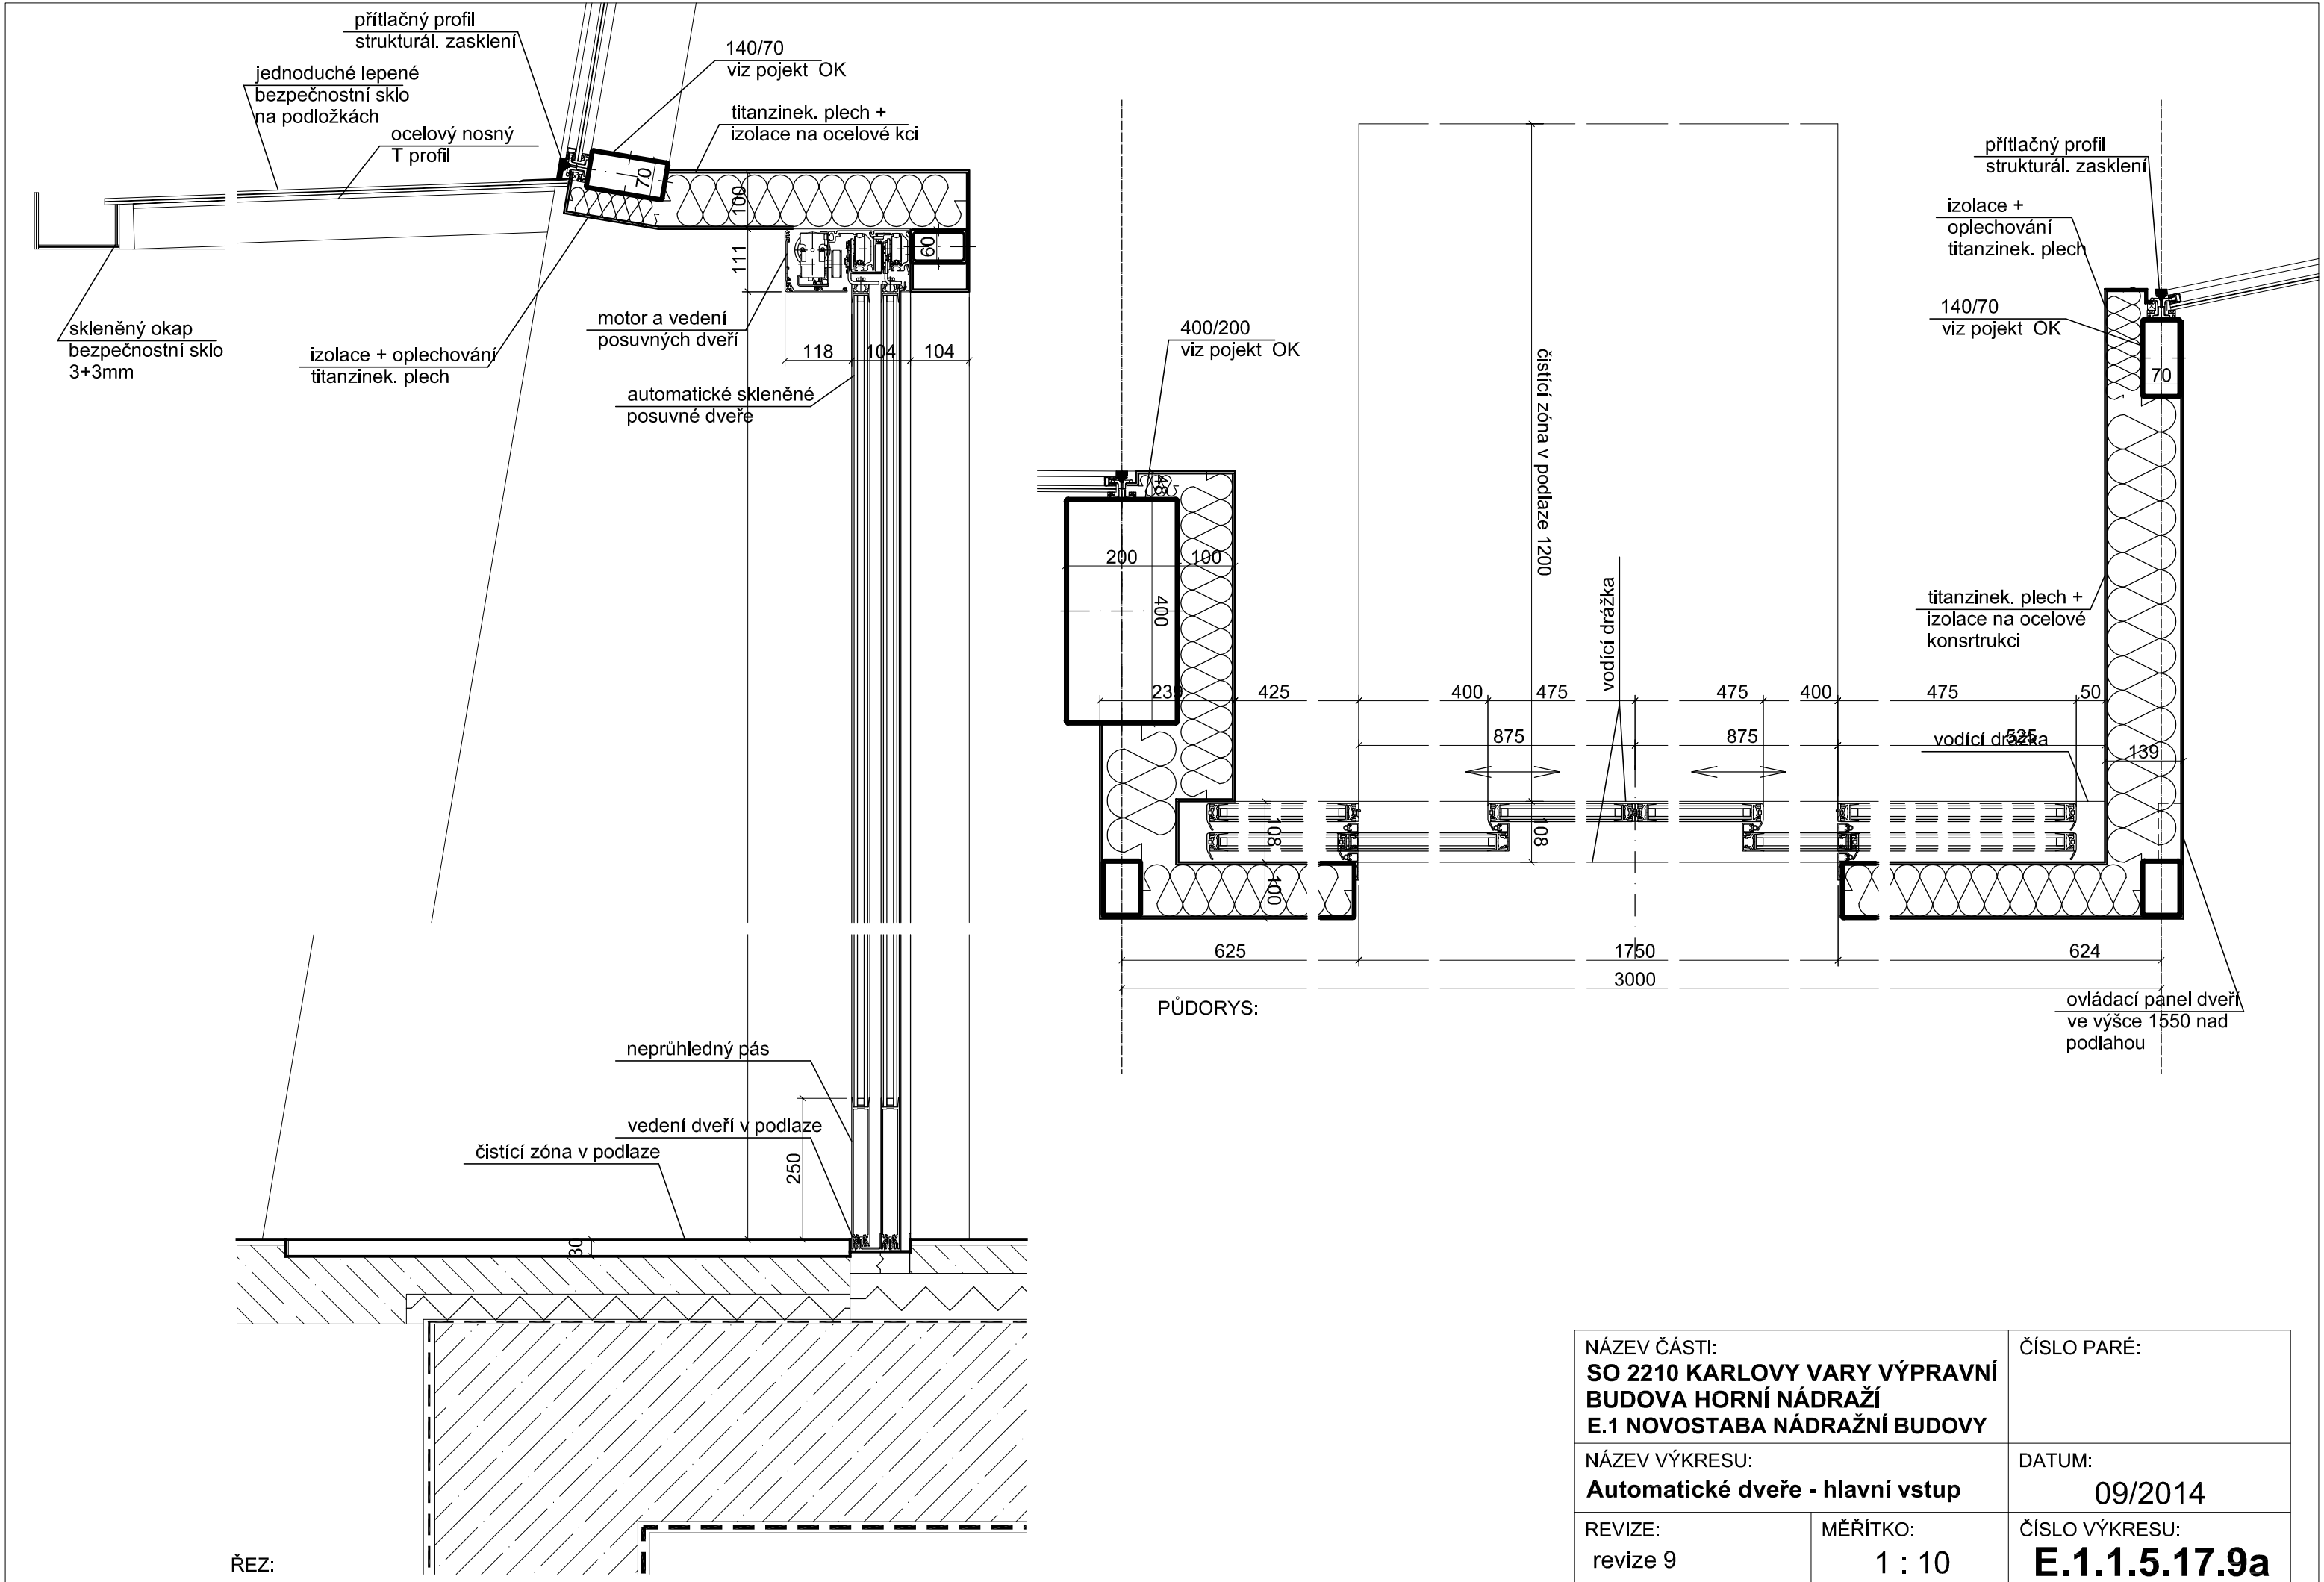 přítlačný profil
strukturál. zasklení
jednoduché lepené
bezpečnostní sklo
na podložkách
ocelový nosný
T profil
140/70
viz pojekt OK
titanzinek. plech +
izolace na ocelové kci
70
100
111
60
skleněný okap
bezpečnostní sklo
3+3mm
izolace + oplechování
titanzinek. plech
motor a vedení
posuvných dveří
118
104
104
automatické skleněné
posuvné dveře
neprůhledný pás
vedení dveří v podlaze
čistící zóna v podlaze
250
30
ŘEZ:
400/200
viz pojekt OK
48
200
100
400
čistící zóna v podlaze 1200
vodící drážka
přítlačný profil
strukturál. zasklení
izolace +
oplechování
titanzinek. plech
140/70
viz pojekt OK
70
titanzinek. plech +
izolace na ocelové
konsrtrukci
239
425
400
475
475
400
475
50
875
875
525
vodící drážka
139
108
108
100
625
1750
624
3000
PŮDORYS:
ovládací panel dveří
ve výšce 1550 nad
podlahou
NÁZEV ČÁSTI:
SO 2210 KARLOVY VARY VÝPRAVNÍ
BUDOVA HORNÍ NÁDRAŽÍ
E.1 NOVOSTABA NÁDRAŽNÍ BUDOVY
ČÍSLO PARÉ:
NÁZEV VÝKRESU:
Automatické dveře - hlavní vstup
DATUM:
09/2014
REVIZE:
revize 9
MĚŘÍTKO:
1 : 10
ČÍSLO VÝKRESU:
E.1.1.5.17.9a